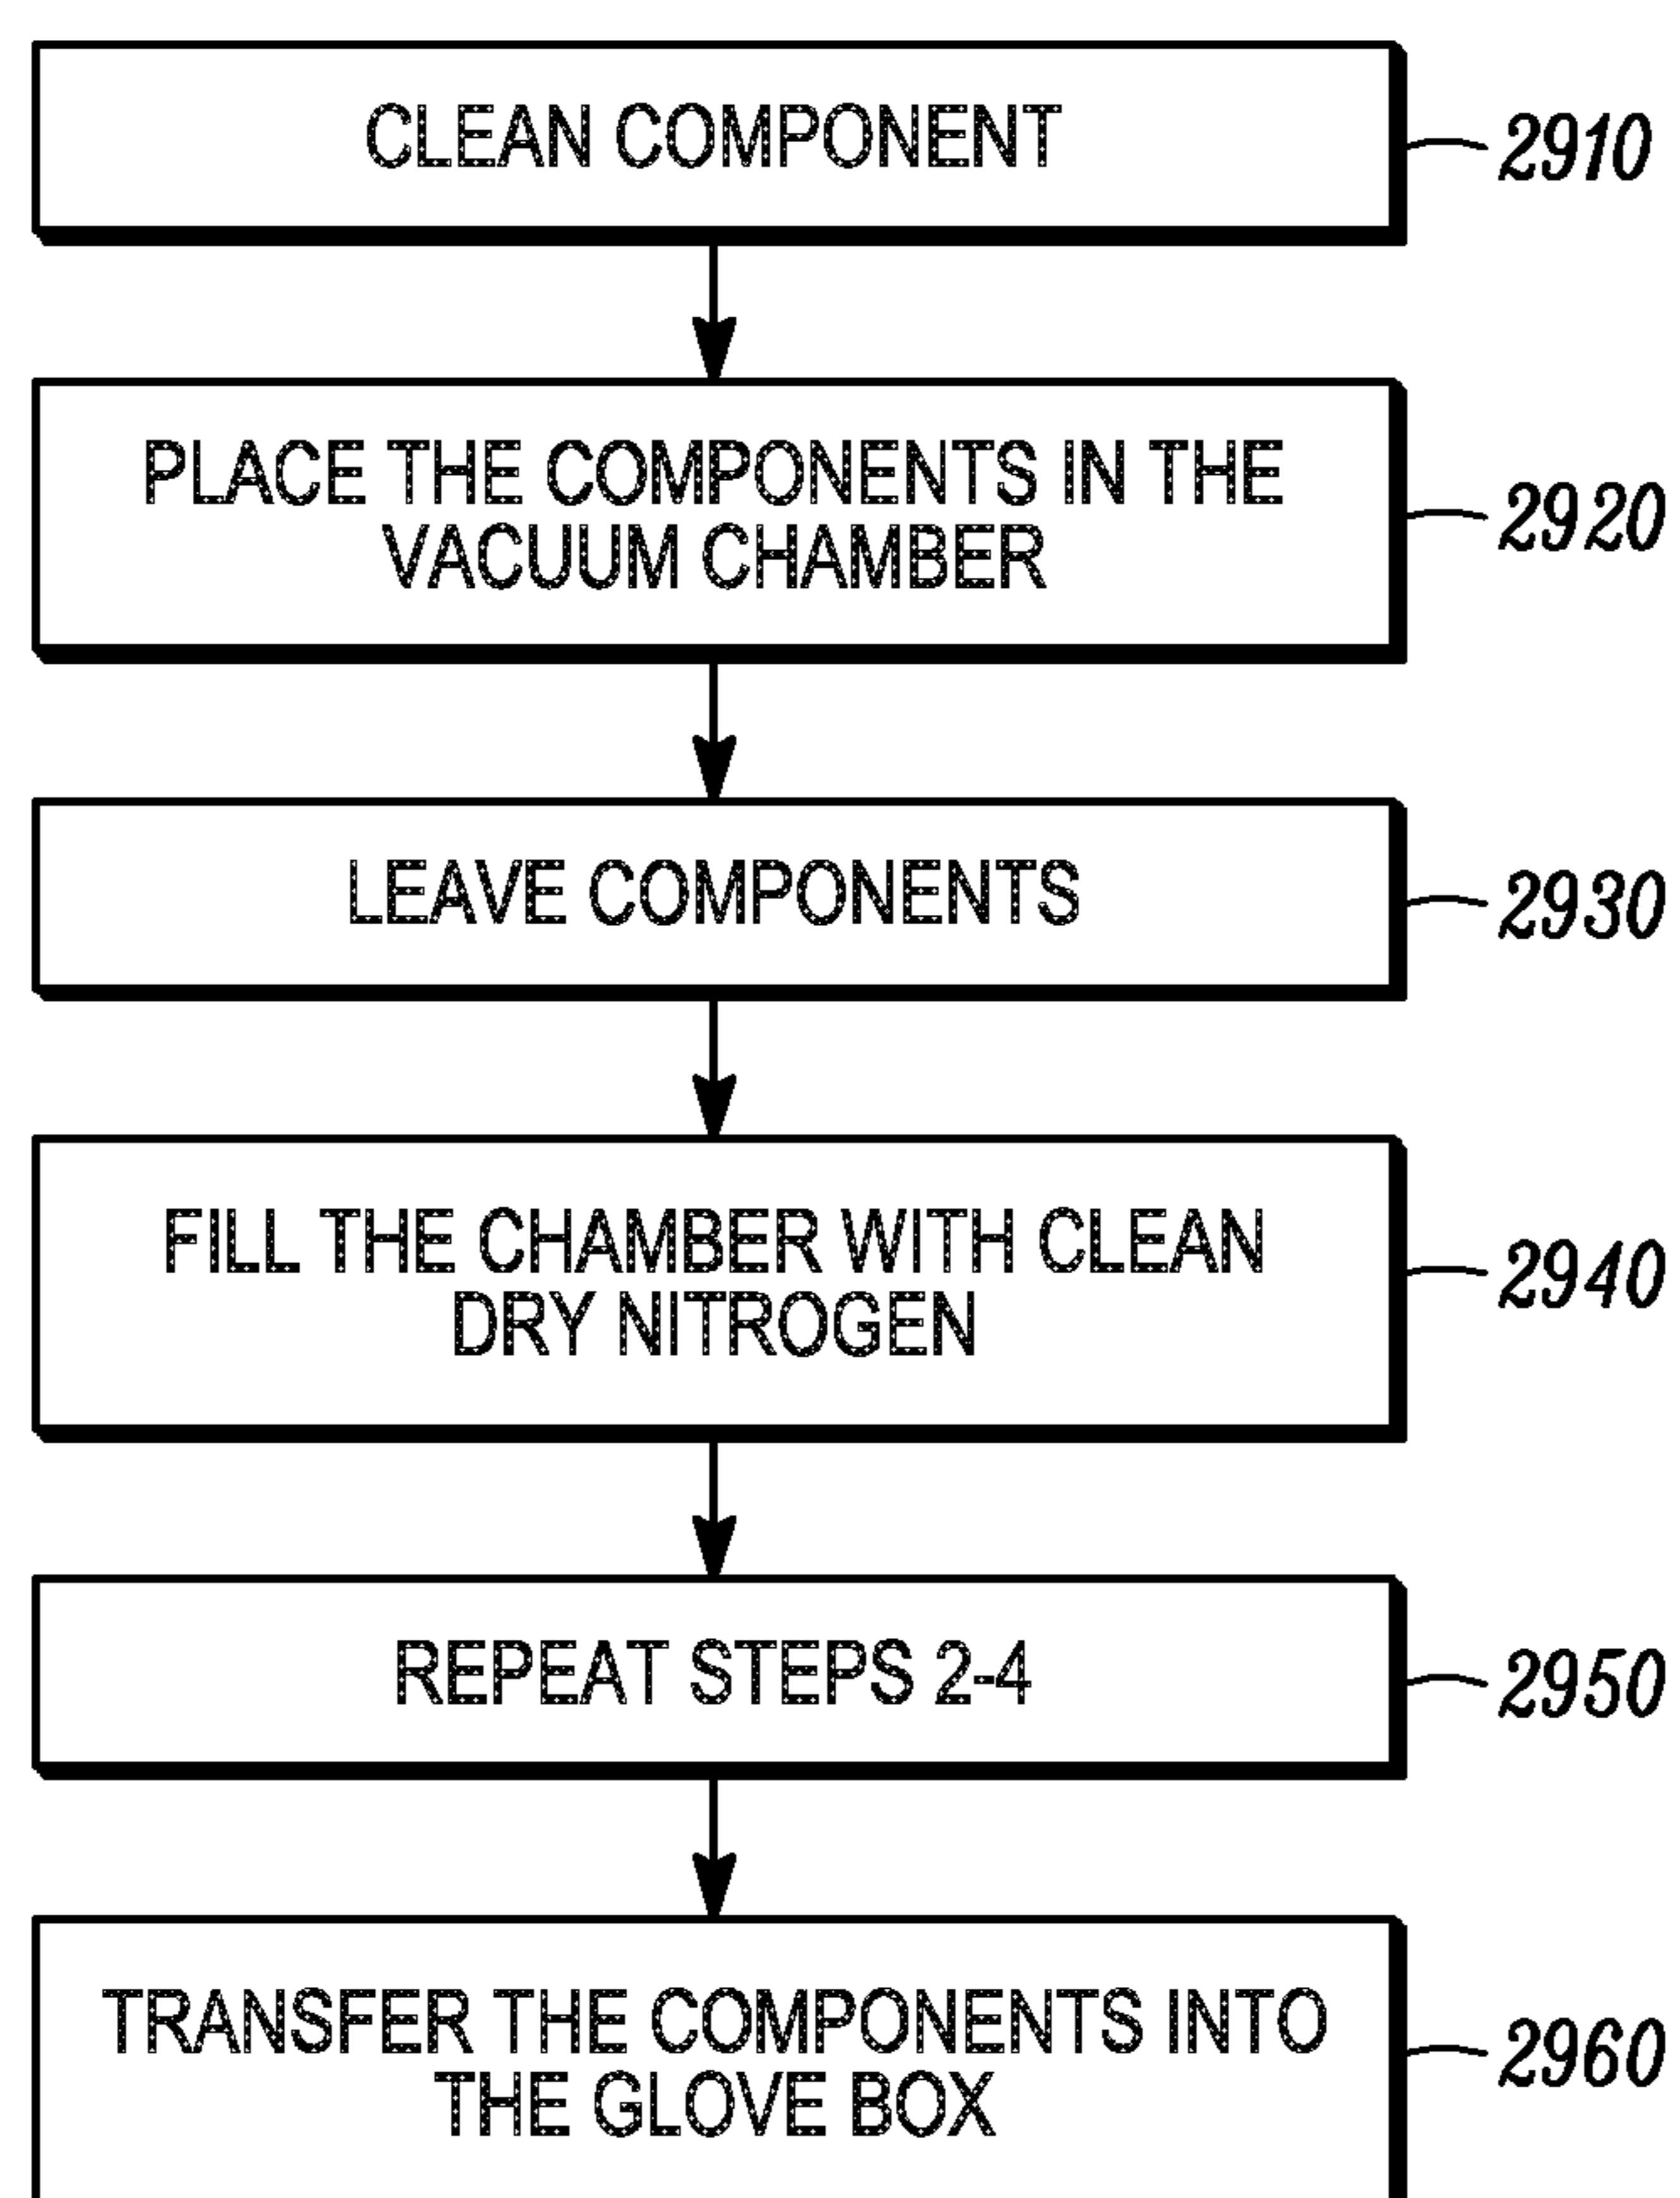 CLEAN COMPONENT
2910
PLACE THE COMPONENTS IN THE
VACUUM CHAMBER
2920
LEAVE COMPONENTS
2930
FILL THE CHAMBER WITH CLEAN
DRY NITROGEN
2940
REPEAT STEPS 2-4
2950
TRANSFER THE COMPONENTS INTO
THE GLOVE BOX
2960